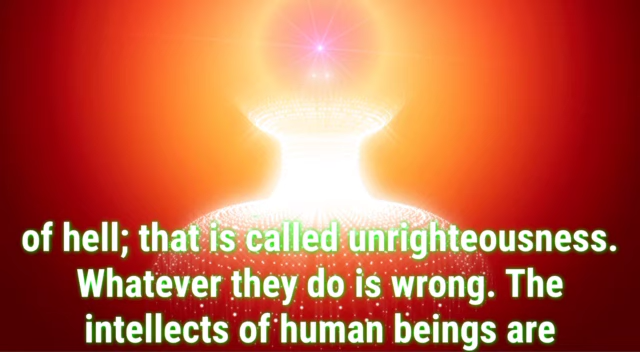 of hell; that is called unrighteousness.
Whatever they do is wrong. The
intellects of human beings are